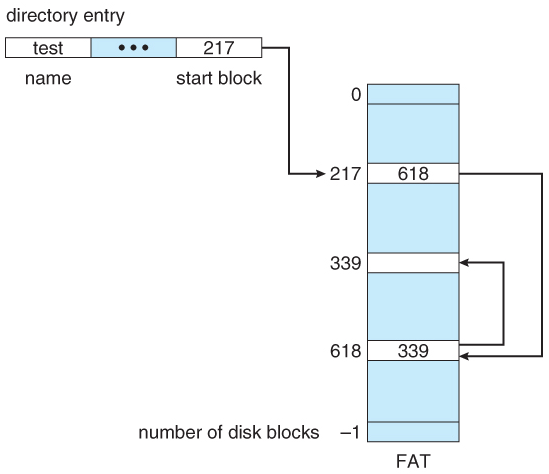 directory entry
test ••• 217
name start block
0
217 618
339
618 339
number of disk blocks –1
FAT